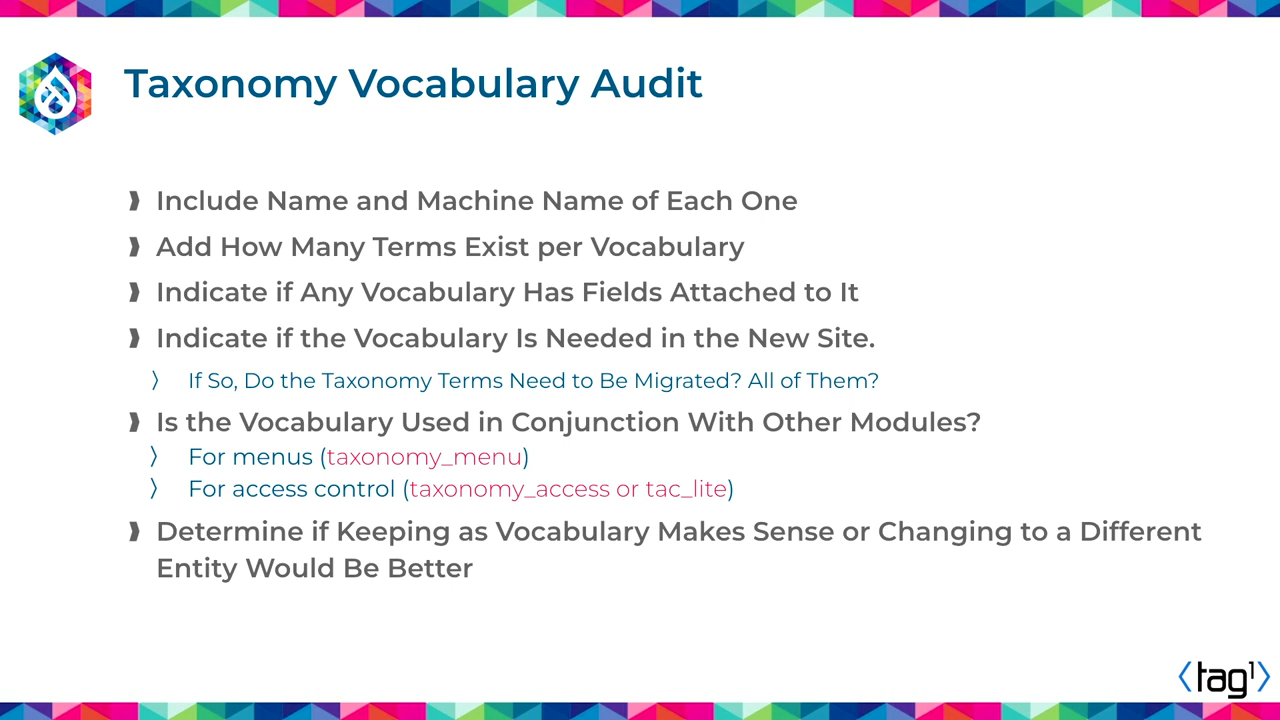 Taxonomy Vocabulary Audit
Include Name and Machine Name of Each One
Add How Many Terms Exist per Vocabulary
Indicate if Any Vocabulary Has Fields Attached to It
Indicate if the Vocabulary Is Needed in the New Site.
If So, Do the Taxonomy Terms Need to Be Migrated? All of Them?
Is the Vocabulary Used in Conjunction With Other Modules?
For menus (taxonomy_menu)
For access control (taxonomy_access or tac_lite)
Determine if Keeping as Vocabulary Makes Sense or Changing to a Different
Entity Would Be Better
⟨tag¹⟩